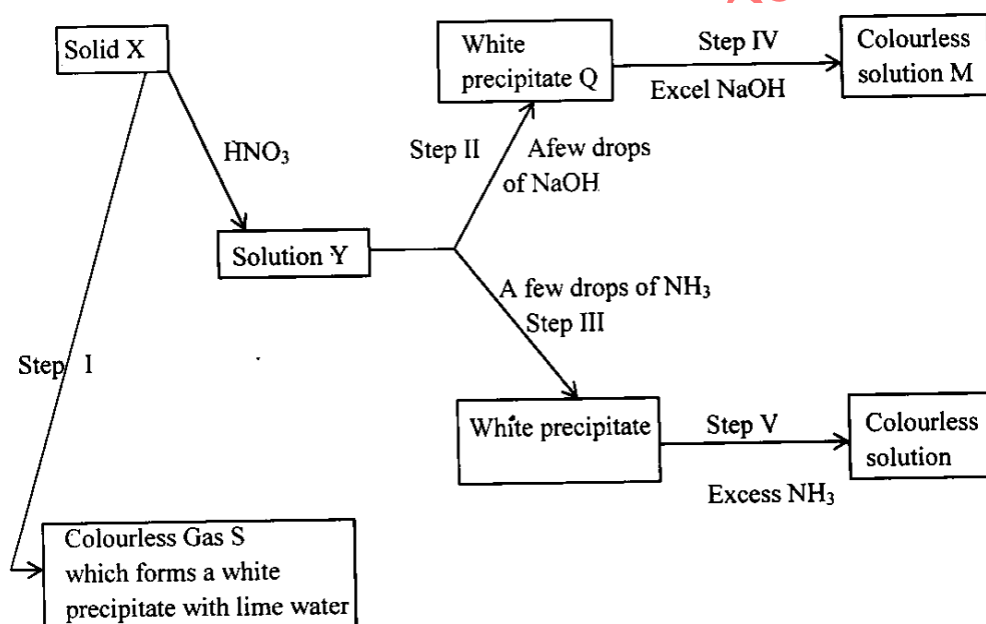 Solid X
HNO₃
Solution Y
Step I
Colourless Gas S
which forms a white
precipitate with lime water
White
precipitate Q
Step II
Afew drops
of NaOH
Step IV
Excel NaOH
Colourless
solution M
A few drops of NH₃
Step III
White precipitate
Step V
Excess NH₃
Colourless
solution